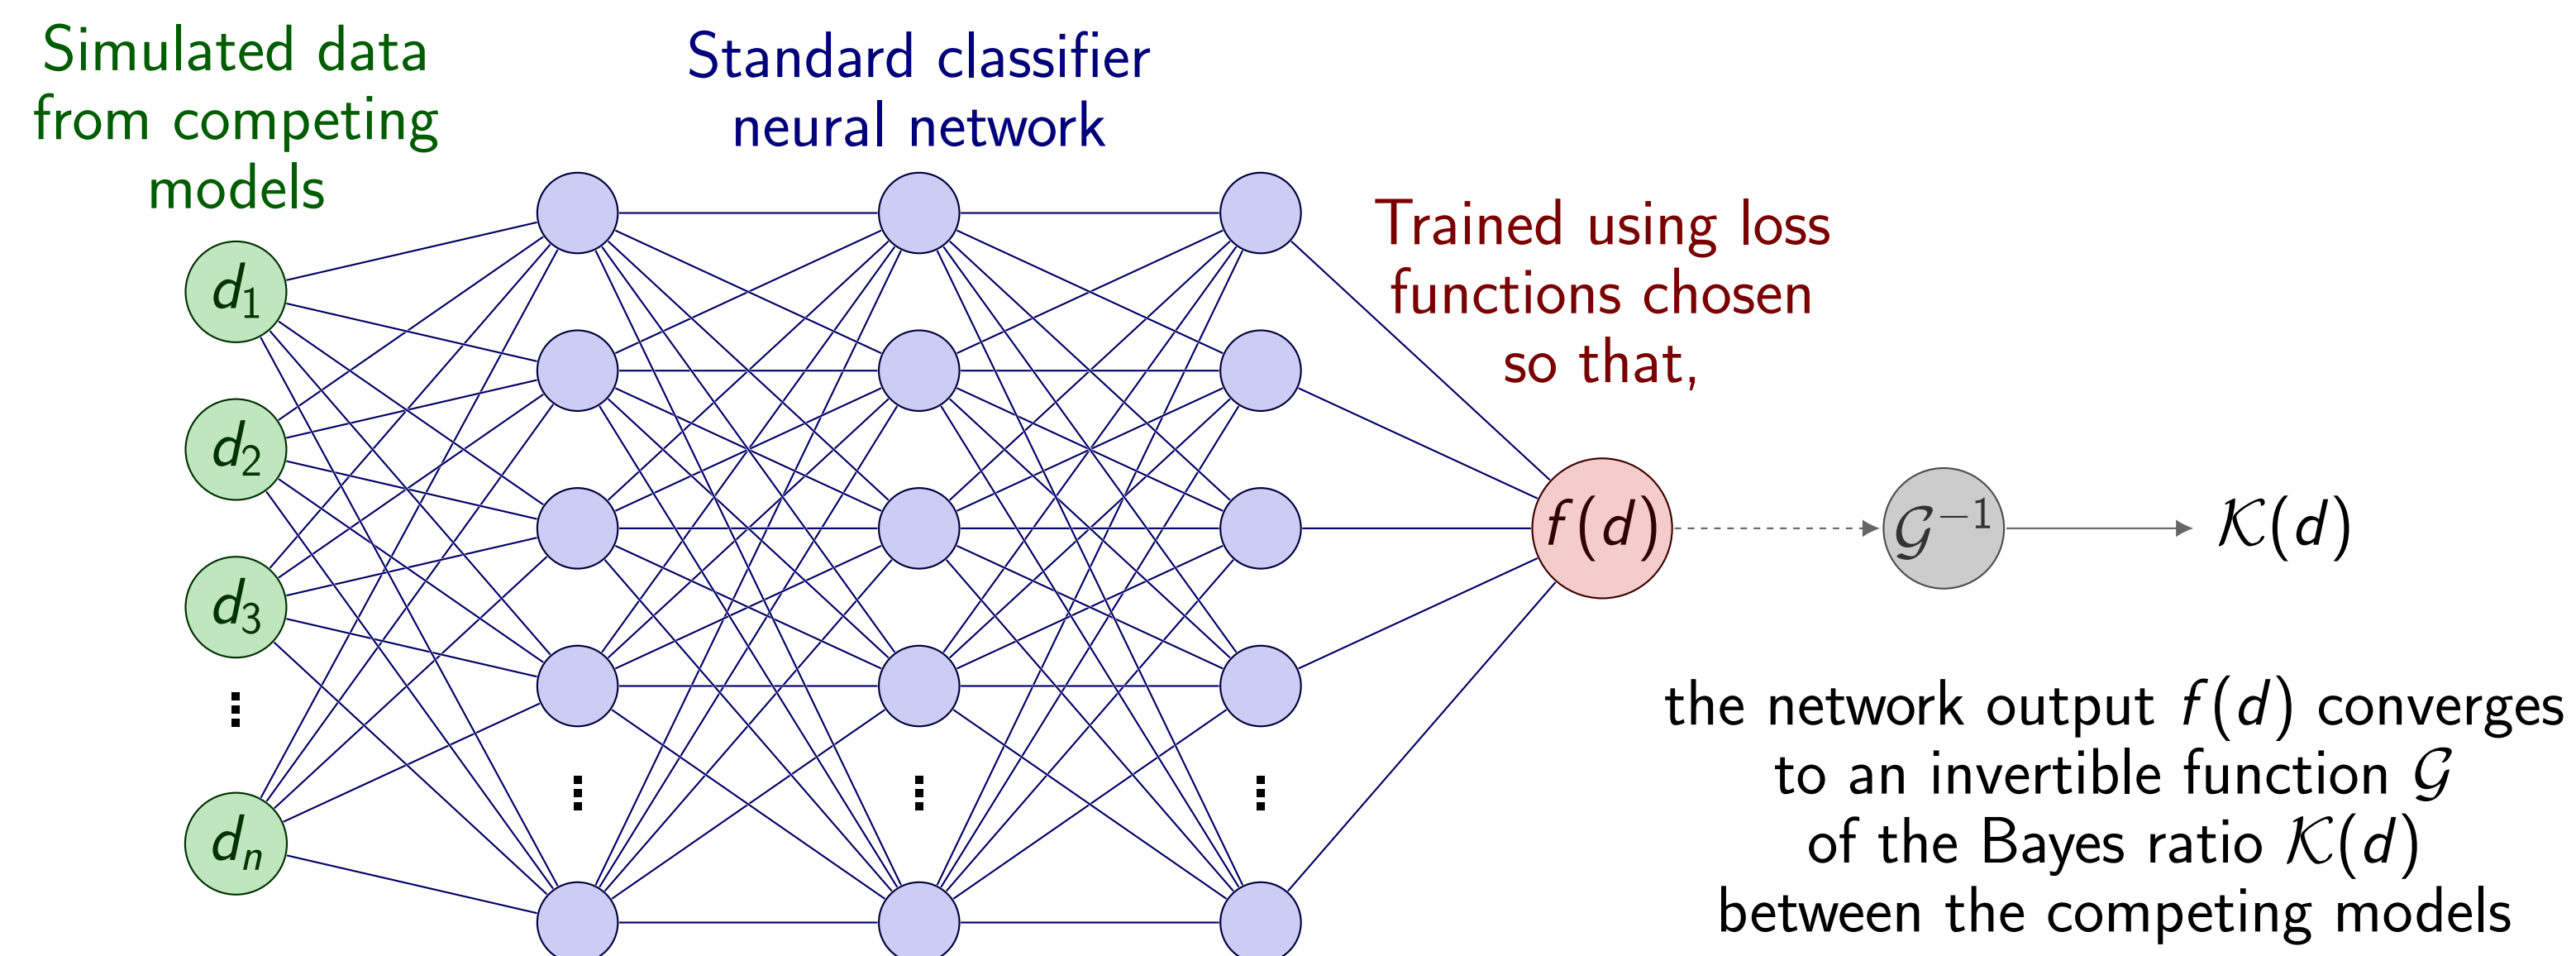 Simulated data
from competing
models
Standard classifier
neural network
Trained using loss
functions chosen
so that,
d₁
d₂
d₃
⋮
dₙ
⋮ ⋮ ⋮
f(d)
𝒢⁻¹
𝒦(d)
the network output f(d) converges
to an invertible function 𝒢
of the Bayes ratio 𝒦(d)
between the competing models